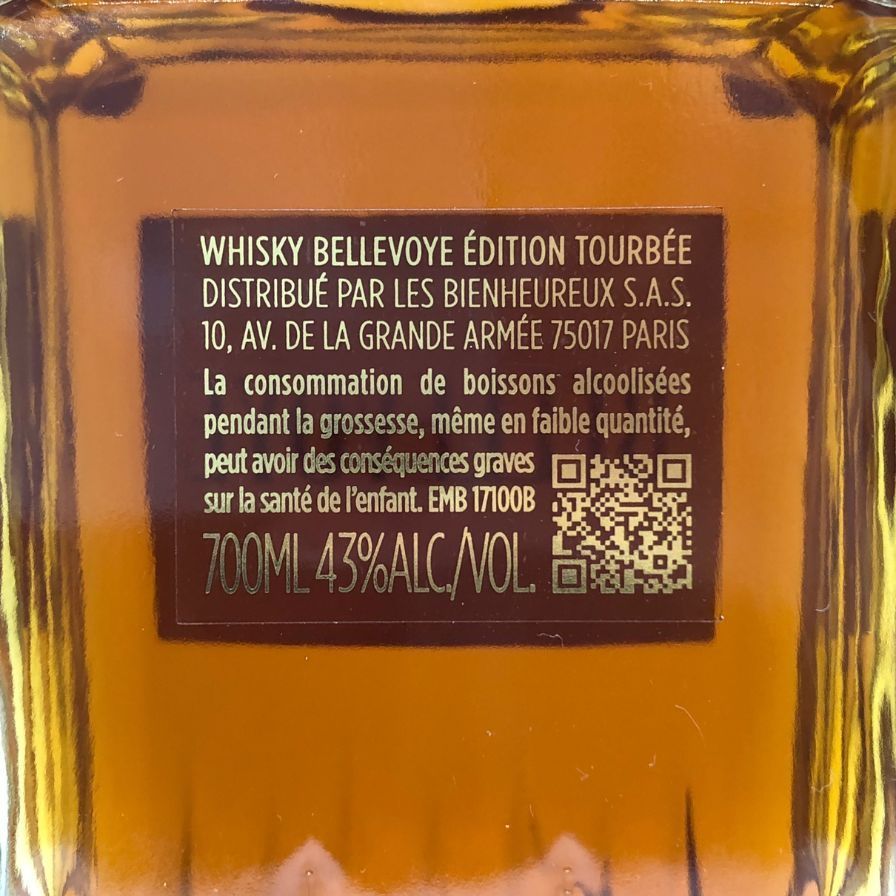 WHISKY BELLEVOYE ÉDITION TOURBÉE
DISTRIBUÉ PAR LES BIENHEUREUX S.A.S.
10, AV. DE LA GRANDE ARMÉE 75017 PARIS
La consommation de boissons alcoolisées
pendant la grossesse, même en faible quantité,
peut avoir des conséquences graves
sur la santé de l'enfant. EMB 17100B
700ML 43%ALC./VOL.